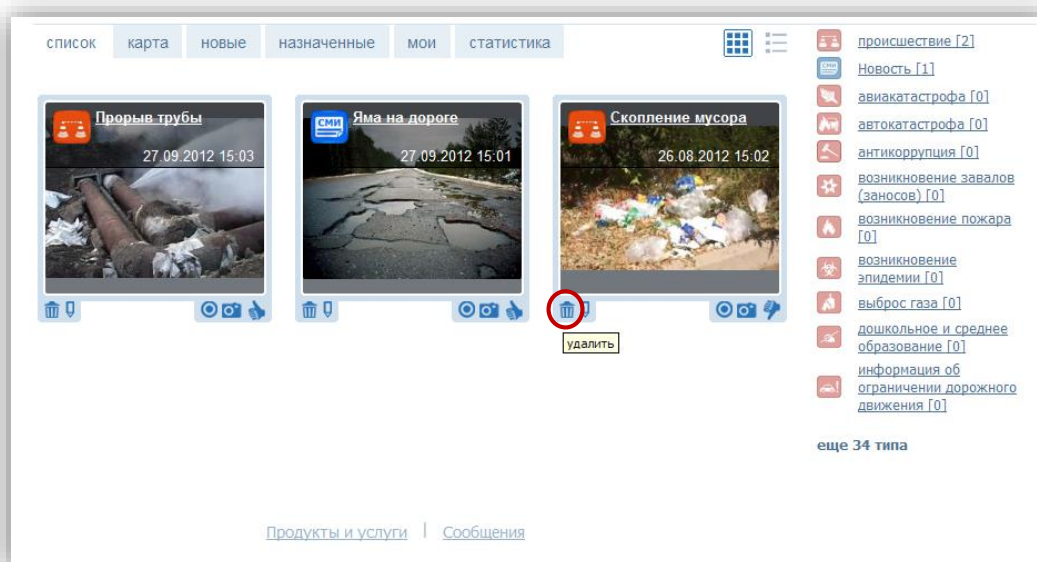 список карта новые назначенные мои статистика
Прорыв трубы
27.09.2012 15:03
СМИ Яма на дороге
27.09.2012 15:01
Скопление мусора
26.08.2012 15:02
удалить
происшествие [2]
СМИ Новость [1]
авиакатастрофа [0]
автокатастрофа [0]
антикоррупция [0]
возникновение завалов
(заносов) [0]
возникновение пожара
[0]
возникновение
эпидемии [0]
выброс газа [0]
дошкольное и среднее
образование [0]
информация об
ограничении дорожного
движения [0]
еще 34 типа
Продукты и услуги | Сообщения